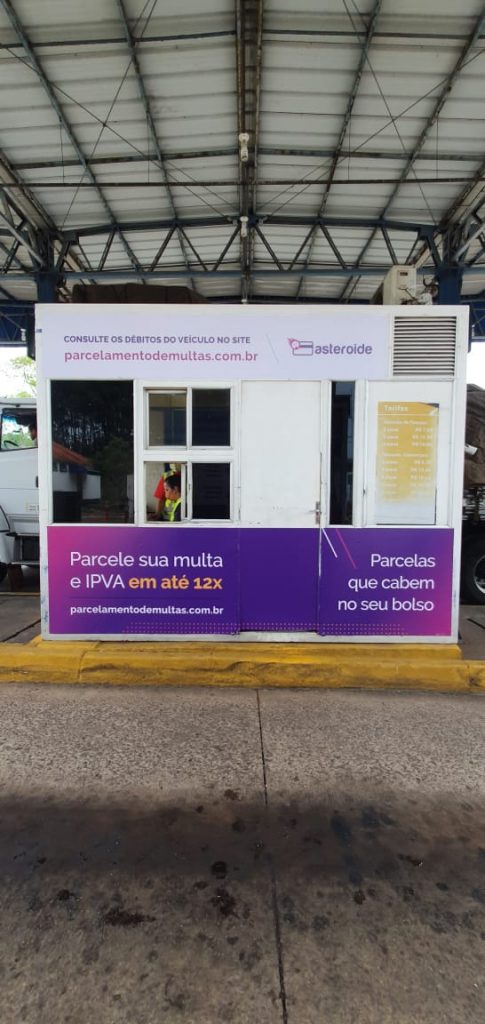 CONSULTE OS DÉBITOS DO VEÍCULO NO SITE
parcelamentodemultas.com.br
asteroide
Tarifas
Parcele sua multa
e IPVA em até 12x
parcelamentodemultas.com.br
Parcelas
que cabem
no seu bolso